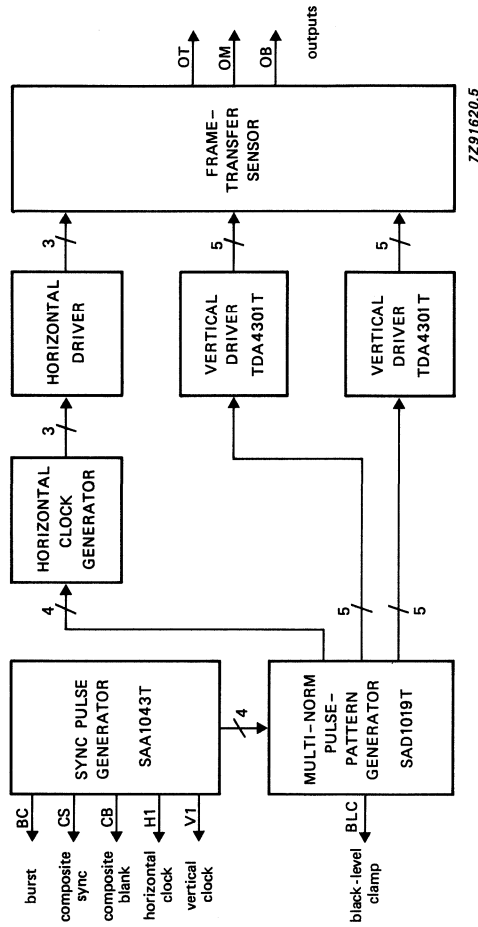 BC
CS
CB
H1
V1
burst
composite
sync
composite
blank
horizontal
clock
vertical
clock
SYNC PULSE
GENERATOR
SAA1043T
4
BLC
black-level
clamp
MULTI-NORM
PULSE-
PATTERN
GENERATOR
SAD1019T
4
5
5
HORIZONTAL
CLOCK
GENERATOR
3
HORIZONTAL
DRIVER
3
VERTICAL
DRIVER
TDA4301T
5
VERTICAL
DRIVER
TDA4301T
5
FRAME-
TRANSFER
SENSOR
OT
OM
OB
outputs
7Z91620.5